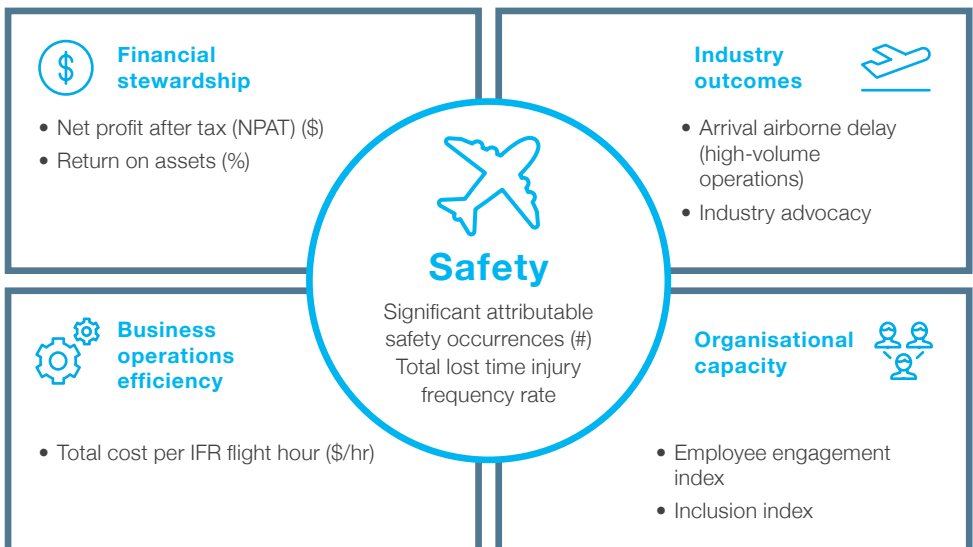 Financial
stewardship
• Net profit after tax (NPAT) ($)
• Return on assets (%)
Industry
outcomes
• Arrival airborne delay
(high-volume
operations)
• Industry advocacy
Safety
Significant attributable
safety occurrences (#)
Total lost time injury
frequency rate
Business
operations
efficiency
• Total cost per IFR flight hour ($/hr)
Organisational
capacity
• Employee engagement
index
• Inclusion index